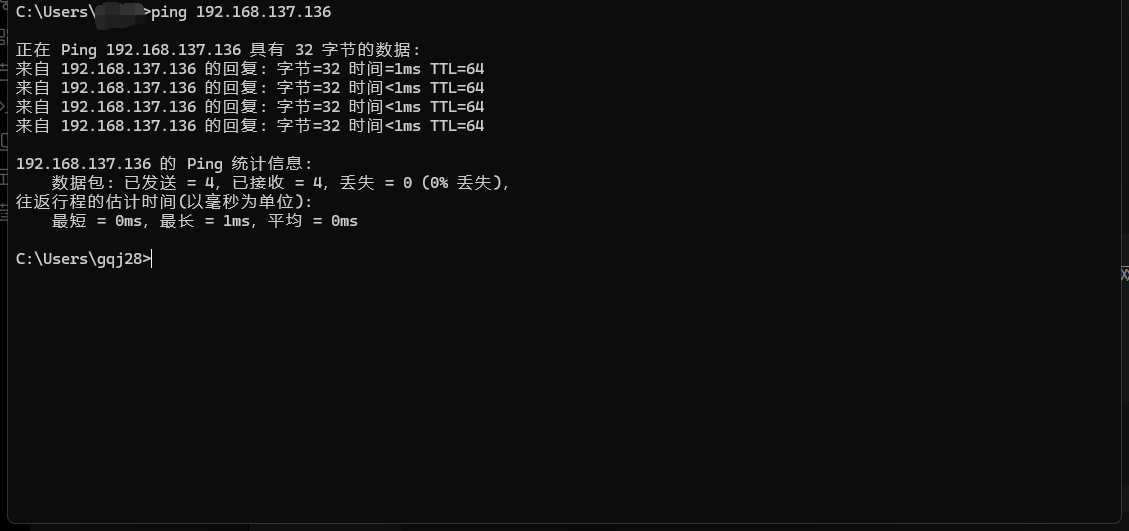 C:\Users\ >ping 192.168.137.136
正在 Ping 192.168.137.136 具有 32 字节的数据:
来自 192.168.137.136 的回复: 字节=32 时间=1ms TTL=64
来自 192.168.137.136 的回复: 字节=32 时间<1ms TTL=64
来自 192.168.137.136 的回复: 字节=32 时间<1ms TTL=64
来自 192.168.137.136 的回复: 字节=32 时间<1ms TTL=64
192.168.137.136 的 Ping 统计信息:
数据包: 已发送 = 4, 已接收 = 4, 丢失 = 0 (0% 丢失),
往返行程的估计时间(以毫秒为单位):
最短 = 0ms, 最长 = 1ms, 平均 = 0ms
C:\Users\gqj28>